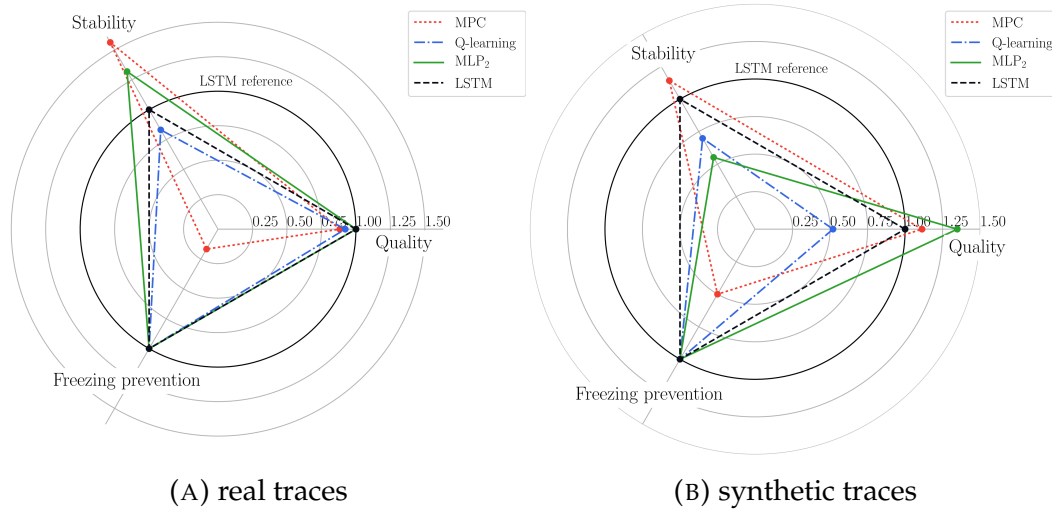 Stability
MPC
Q-learning
MLP₂
LSTM
LSTM reference
0.25 0.50 0.75 1.00 1.25 1.50
Quality
Freezing prevention
(A) real traces
Stability
MPC
Q-learning
MLP₂
LSTM
LSTM reference
0.25 0.50 0.75 1.00 1.25 1.50
Quality
Freezing prevention
(B) synthetic traces